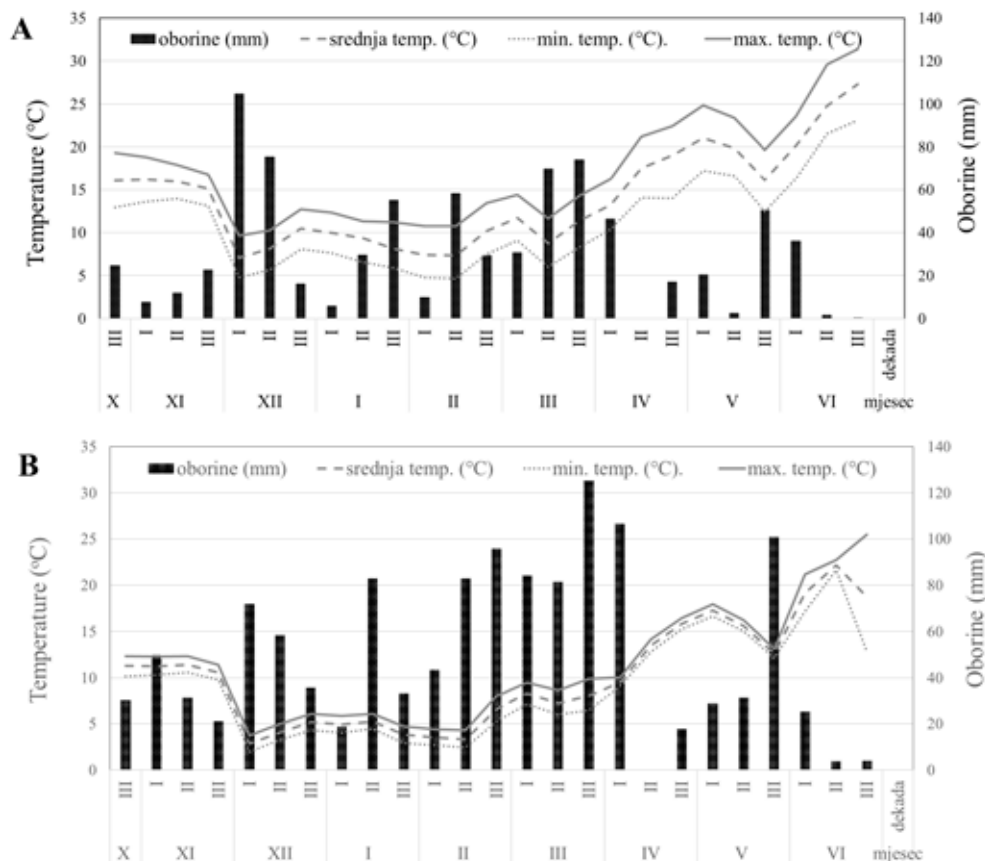 A
oborine (mm) srednja temp. (°C) min. temp. (°C). max. temp. (°C)
Temperature (°C)
35
30
25
20
15
10
5
0
Oborine (mm)
140
120
100
80
60
40
20
0
III I II III I II III I II III I II III I II III I II III I II III I II III dekada
X XI XII I II III IV V VI mjesec
B
oborine (mm) srednja temp. (°C) min. temp. (°C). max. temp. (°C)
Temperature (°C)
35
30
25
20
15
10
5
0
Oborine (mm)
140
120
100
80
60
40
20
0
III I II III I II III I II III I II III I II III I II III I II III I II III dekada
X XI XII I II III IV V VI mjesec